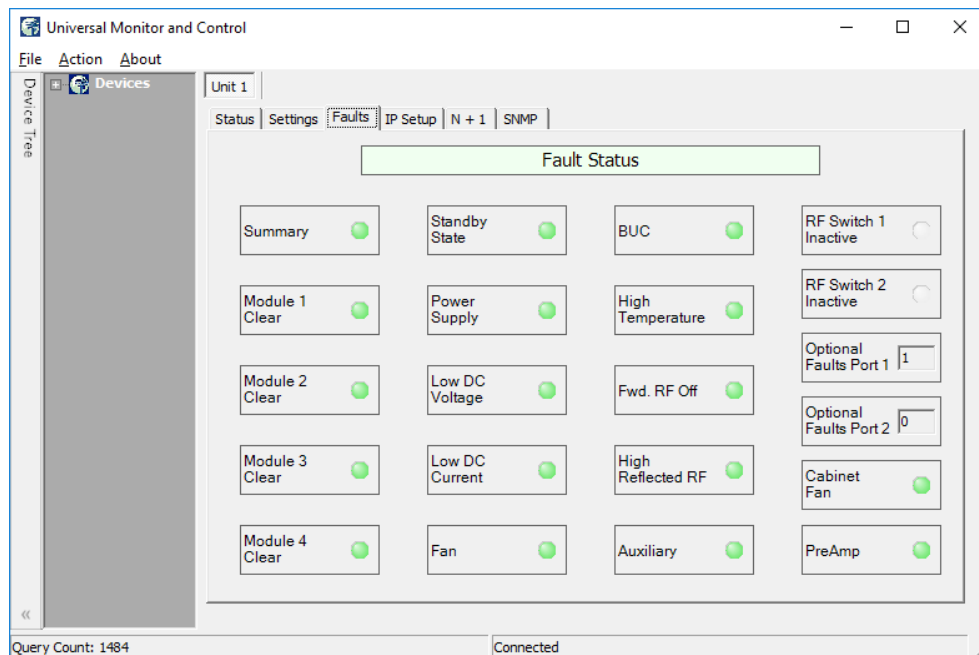 Universal Monitor and Control
File Action About
Device Tree
Devices
Unit 1
Status Settings Faults IP Setup N + 1 SNMP
Fault Status
Summary
Module 1
Clear
Module 2
Clear
Module 3
Clear
Module 4
Clear
Standby
State
Power
Supply
Low DC
Voltage
Low DC
Current
Fan
BUC
High
Temperature
Fwd. RF Off
High
Reflected RF
Auxiliary
RF Switch 1
Inactive
RF Switch 2
Inactive
Optional
Faults Port 1 1
Optional
Faults Port 2 0
Cabinet
Fan
PreAmp
«
Query Count: 1484
Connected